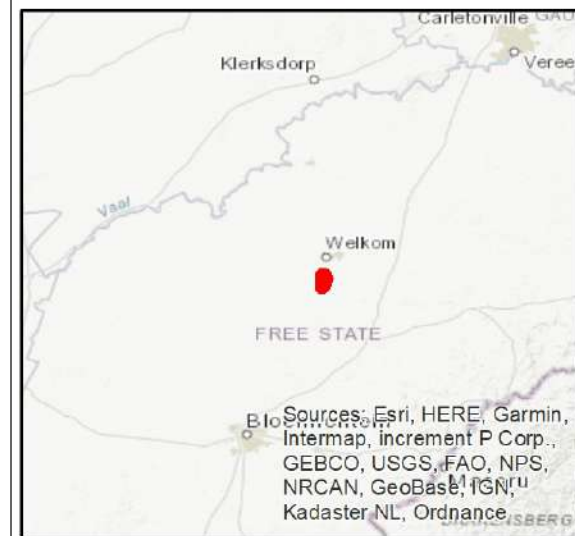 Carletonville
GAU
Klerksdorp
Veree
Vaal
Welkom
FREE STATE
Sources: Esri, HERE, Garmin,
Intermap, increment P Corp.,
GEBCO, USGS, FAO, NPS,
NRCAN, GeoBase, IGN,
Kadaster NL, Ordnance